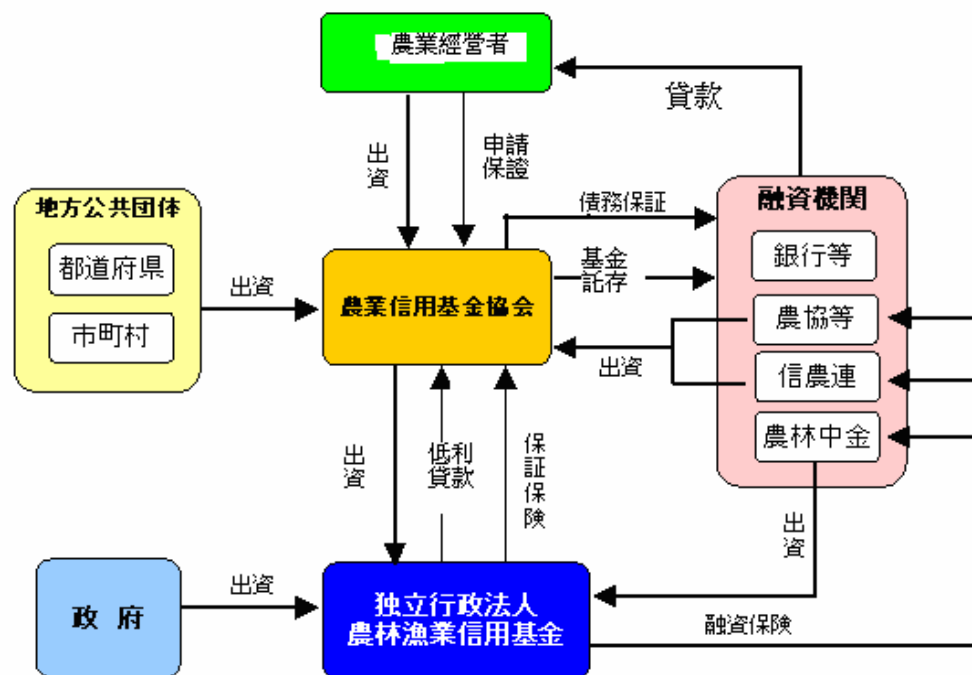 農業經營者
貸款
出
資
申請
保證
地方公共団体
都道府県
市町村
出資
債務保証
基金
託存
融資機関
銀行等
農協等
信農連
農林中金
農業信用基金協会
出資
出
資
低利
貸款
保
証
保
険
出
資
政 府
出資
独立行政法人
農林漁業信用基金
融資保険